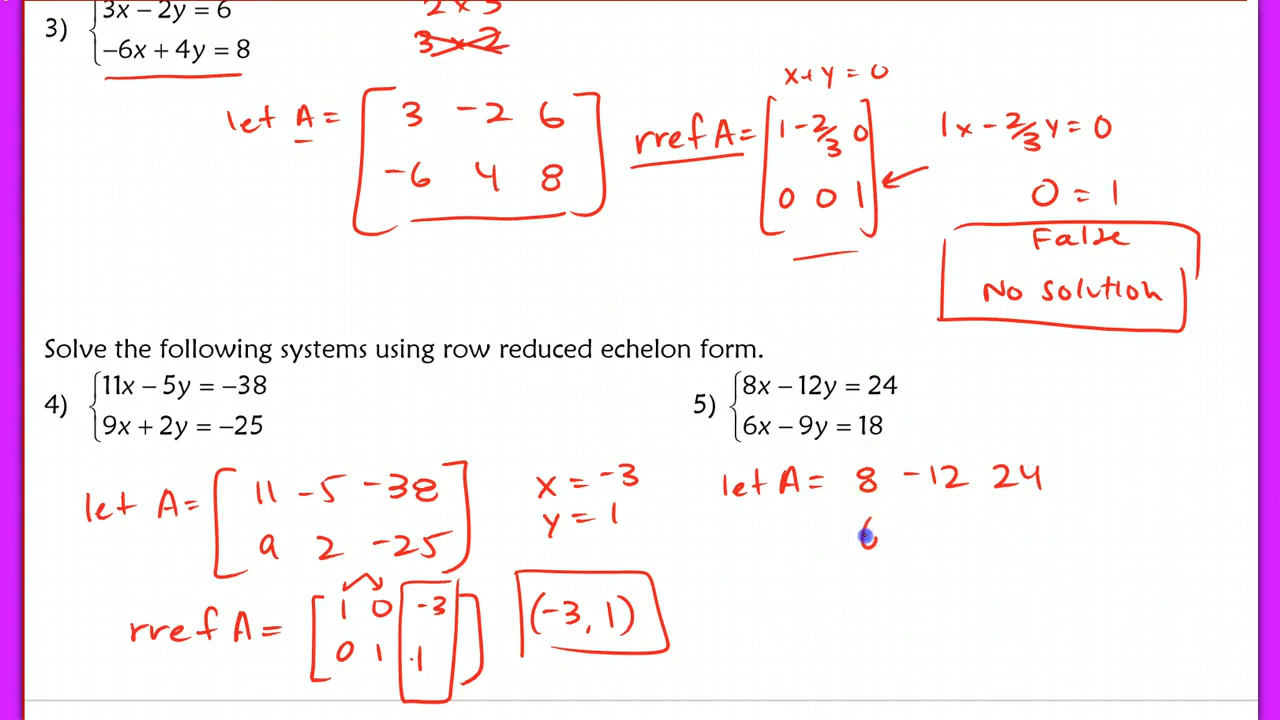 3) 3x – 2y = 6
–6x + 4y = 8
2 x 3
3 x 2
x + y = 0
let A = 3 -2 6
-6 4 8
rref A = 1 -2/3 0
0 0 1
1x - 2/3 y = 0
0 = 1
False
No solution
Solve the following systems using row reduced echelon form.
4) 11x – 5y = –38
9x + 2y = –25
let A = 11 -5 -38
9 2 -25
x = -3
y = 1
rref A = 1 0 -3
0 1 1
(-3, 1)
5) 8x – 12y = 24
6x – 9y = 18
let A = 8 -12 24
6